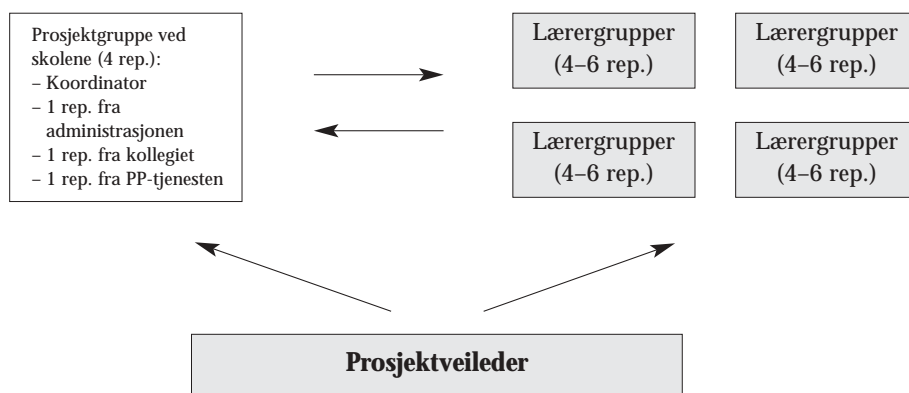 Prosjektgruppe ved
skolene (4 rep.):
– Koordinator
– 1 rep. fra
administrasjonen
– 1 rep. fra kollegiet
– 1 rep. fra PP-tjenesten
Lærergrupper
(4–6 rep.)
Lærergrupper
(4–6 rep.)
Lærergrupper
(4–6 rep.)
Lærergrupper
(4–6 rep.)
Prosjektveileder